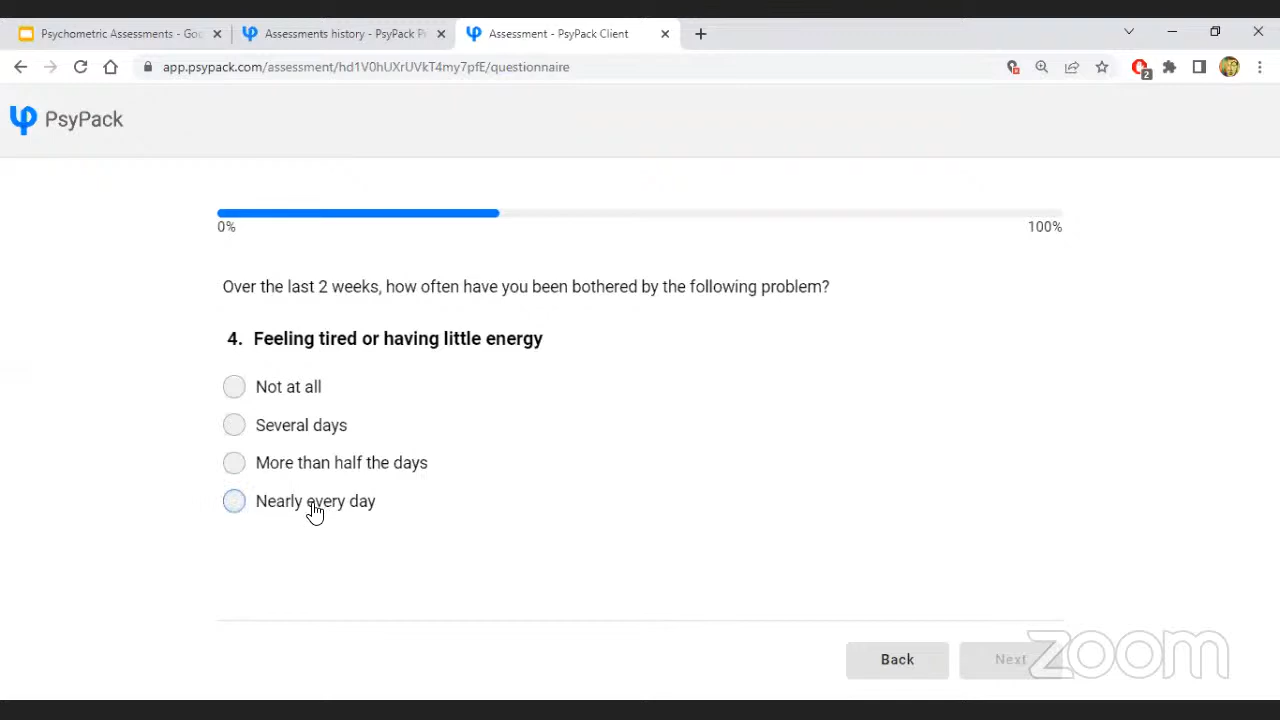 Psychometric Assessments - Goo
Assessments history - PsyPack P
Assessment - PsyPack Client
app.psypack.com/assessment/hd1V0hUXrUVkT4my7pfE/questionnaire
2
PsyPack
0%
100%
Over the last 2 weeks, how often have you been bothered by the following problem?
4. Feeling tired or having little energy
Not at all
Several days
More than half the days
Nearly every day
Back
Next
zoom